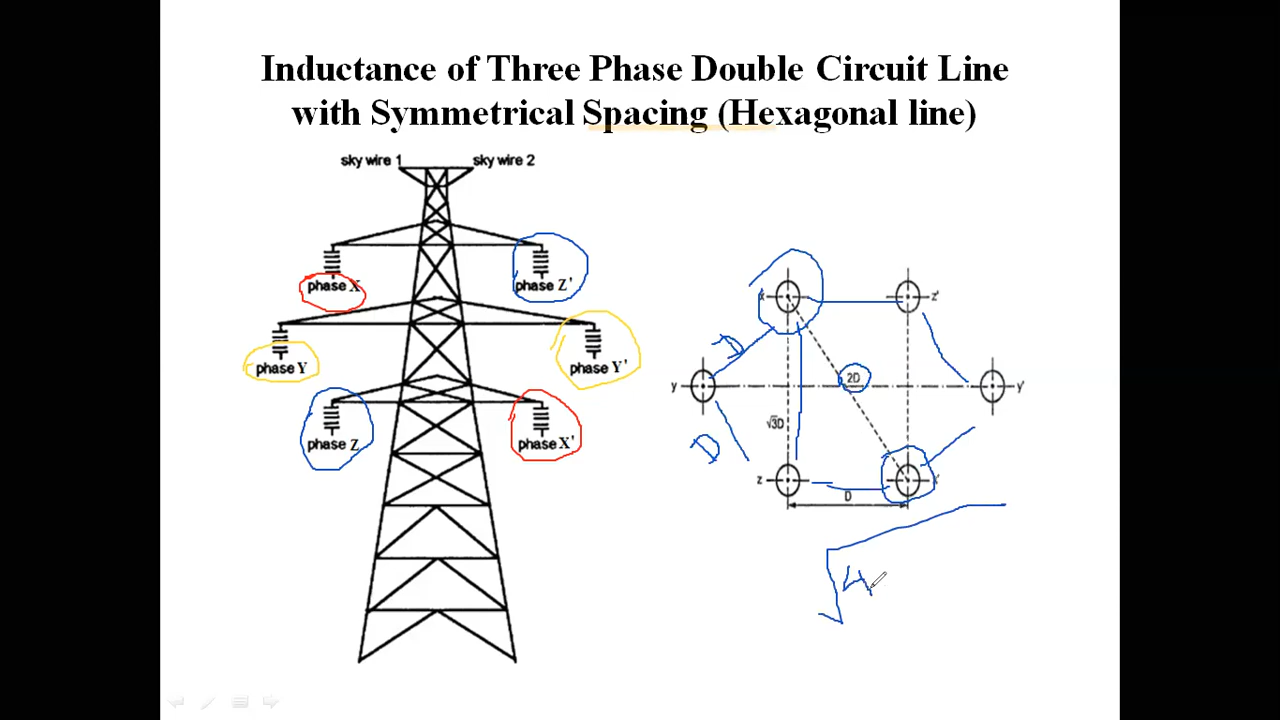 Inductance of Three Phase Double Circuit Line
with Symmetrical Spacing (Hexagonal line)
sky wire 1
sky wire 2
phase X
phase Z'
phase Y
phase Y'
phase Z
phase X'
x
z'
D
y
2D
y'
√3D
D
z
x'
D
√4